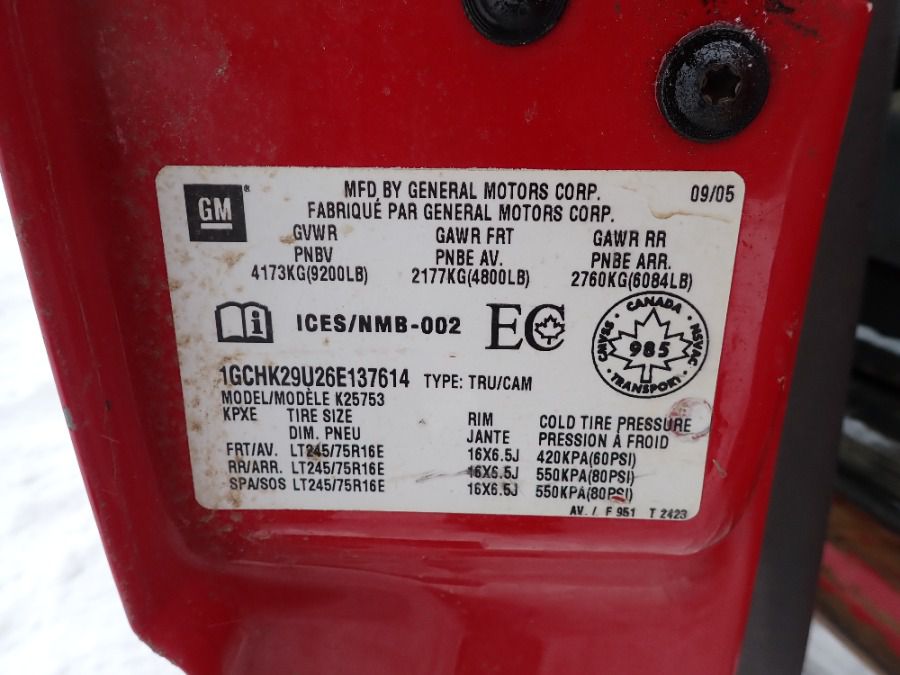 GM
MFD BY GENERAL MOTORS CORP. 09/05
FABRIQUÉ PAR GENERAL MOTORS CORP.
GVWR GAWR FRT GAWR RR
PNBV PNBE AV. PNBE ARR.
4173KG(9200LB) 2177KG(4800LB) 2760KG(6084LB)
i ICES/NMB-002 EC
CANADA
CMVSS 985 NSVAC
TRANSPORT
1GCHK29U26E137614 TYPE: TRU/CAM
MODEL/MODÈLE K25753
KPXE TIRE SIZE RIM COLD TIRE PRESSURE
DIM. PNEU JANTE PRESSION À FROID
FRT/AV. LT245/75R16E 16X6.5J 420KPA(60PSI)
RR/ARR. LT245/75R16E 16X6.5J 550KPA(80PSI)
SPA/SOS LT245/75R16E 16X6.5J 550KPA(80PSI)
AV. / F 951 T 2423